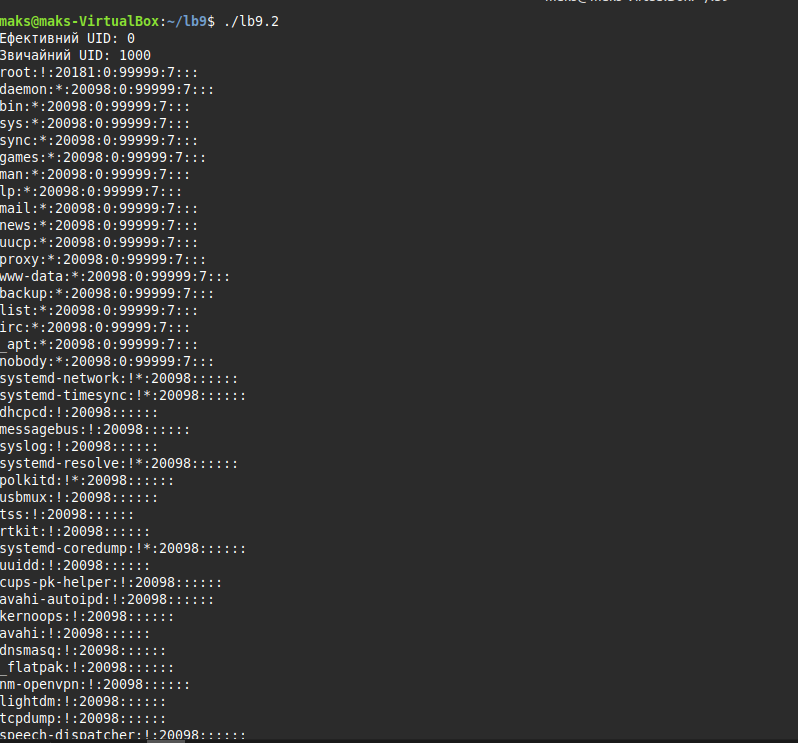 maks@maks-VirtualBox:~/lb9$ ./lb9.2
Ефективний UID: 0
Звичайний UID: 1000
root:!:20181:0:99999:7:::
daemon:*:20098:0:99999:7:::
bin:*:20098:0:99999:7:::
sys:*:20098:0:99999:7:::
sync:*:20098:0:99999:7:::
games:*:20098:0:99999:7:::
man:*:20098:0:99999:7:::
lp:*:20098:0:99999:7:::
mail:*:20098:0:99999:7:::
news:*:20098:0:99999:7:::
uucp:*:20098:0:99999:7:::
proxy:*:20098:0:99999:7:::
www-data:*:20098:0:99999:7:::
backup:*:20098:0:99999:7:::
list:*:20098:0:99999:7:::
irc:*:20098:0:99999:7:::
_apt:*:20098:0:99999:7:::
nobody:*:20098:0:99999:7:::
systemd-network:!*:20098::::::
systemd-timesync:!*:20098::::::
dhcpcd:!:20098::::::
messagebus:!:20098::::::
syslog:!:20098::::::
systemd-resolve:!*:20098::::::
polkitd:!*:20098::::::
usbmux:!:20098::::::
tss:!:20098::::::
rtkit:!:20098::::::
systemd-coredump:!*:20098::::::
uuidd:!:20098::::::
cups-pk-helper:!:20098::::::
avahi-autoipd:!:20098::::::
kernoops:!:20098::::::
avahi:!:20098::::::
dnsmasq:!:20098::::::
_flatpak:!:20098::::::
nm-openvpn:!:20098::::::
lightdm:!:20098::::::
tcpdump:!:20098::::::
speech-dispatcher:!:20098::::::